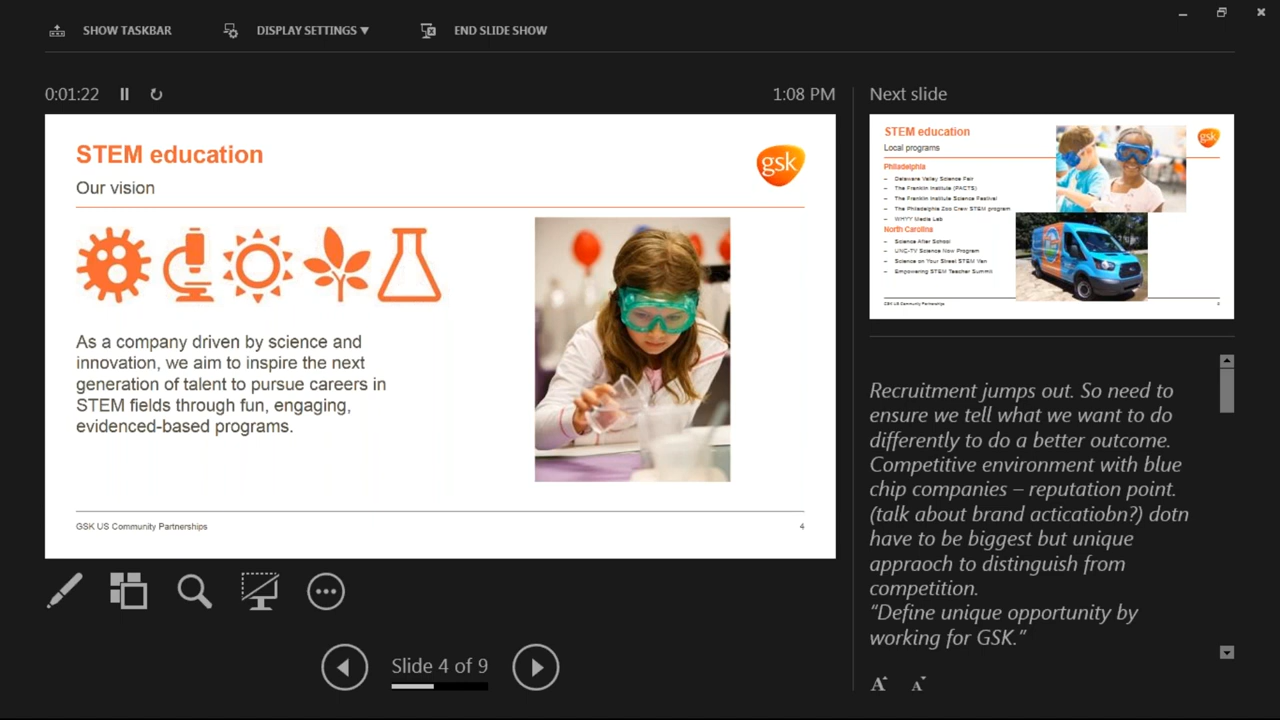 SHOW TASKBAR
DISPLAY SETTINGS ▼
END SLIDE SHOW
0:01:22
1:08 PM
STEM education
Our vision
gsk
As a company driven by science and
innovation, we aim to inspire the next
generation of talent to pursue careers in
STEM fields through fun, engaging,
evidenced-based programs.
GSK US Community Partnerships
4
Slide 4 of 9
Next slide
STEM education
Local programs
gsk
Philadelphia
– Delaware Valley Science Fair
– The Franklin Institute (PACTS)
– The Franklin Institute Science Festival
– The Philadelphia Zoo Crew STEM program
– WHYY Media Lab
North Carolina
– Science After School
– UNC-TV Science Now Program
– Science on Your Street STEM Van
– Empowering STEM Teacher Summit
GSK US Community Partnerships
Recruitment jumps out. So need to
ensure we tell what we want to do
differently to do a better outcome.
Competitive environment with blue
chip companies – reputation point.
(talk about brand acticatiobn?) dotn
have to be biggest but unique
appraoch to distinguish from
competition.
“Define unique opportunity by
working for GSK.”
A A